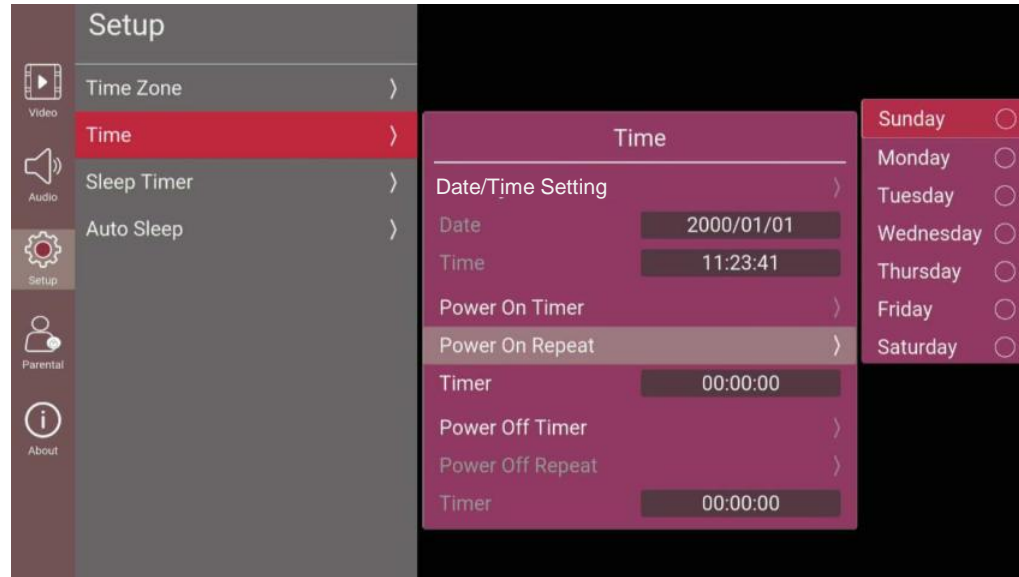 Setup
Video
Audio
Setup
Parental
About
Time Zone
Time
Sleep Timer
Auto Sleep
Time
Date/Time Setting
Date 2000/01/01
Time 11:23:41
Power On Timer
Power On Repeat
Timer 00:00:00
Power Off Timer
Power Off Repeat
Timer 00:00:00
Sunday
Monday
Tuesday
Wednesday
Thursday
Friday
Saturday